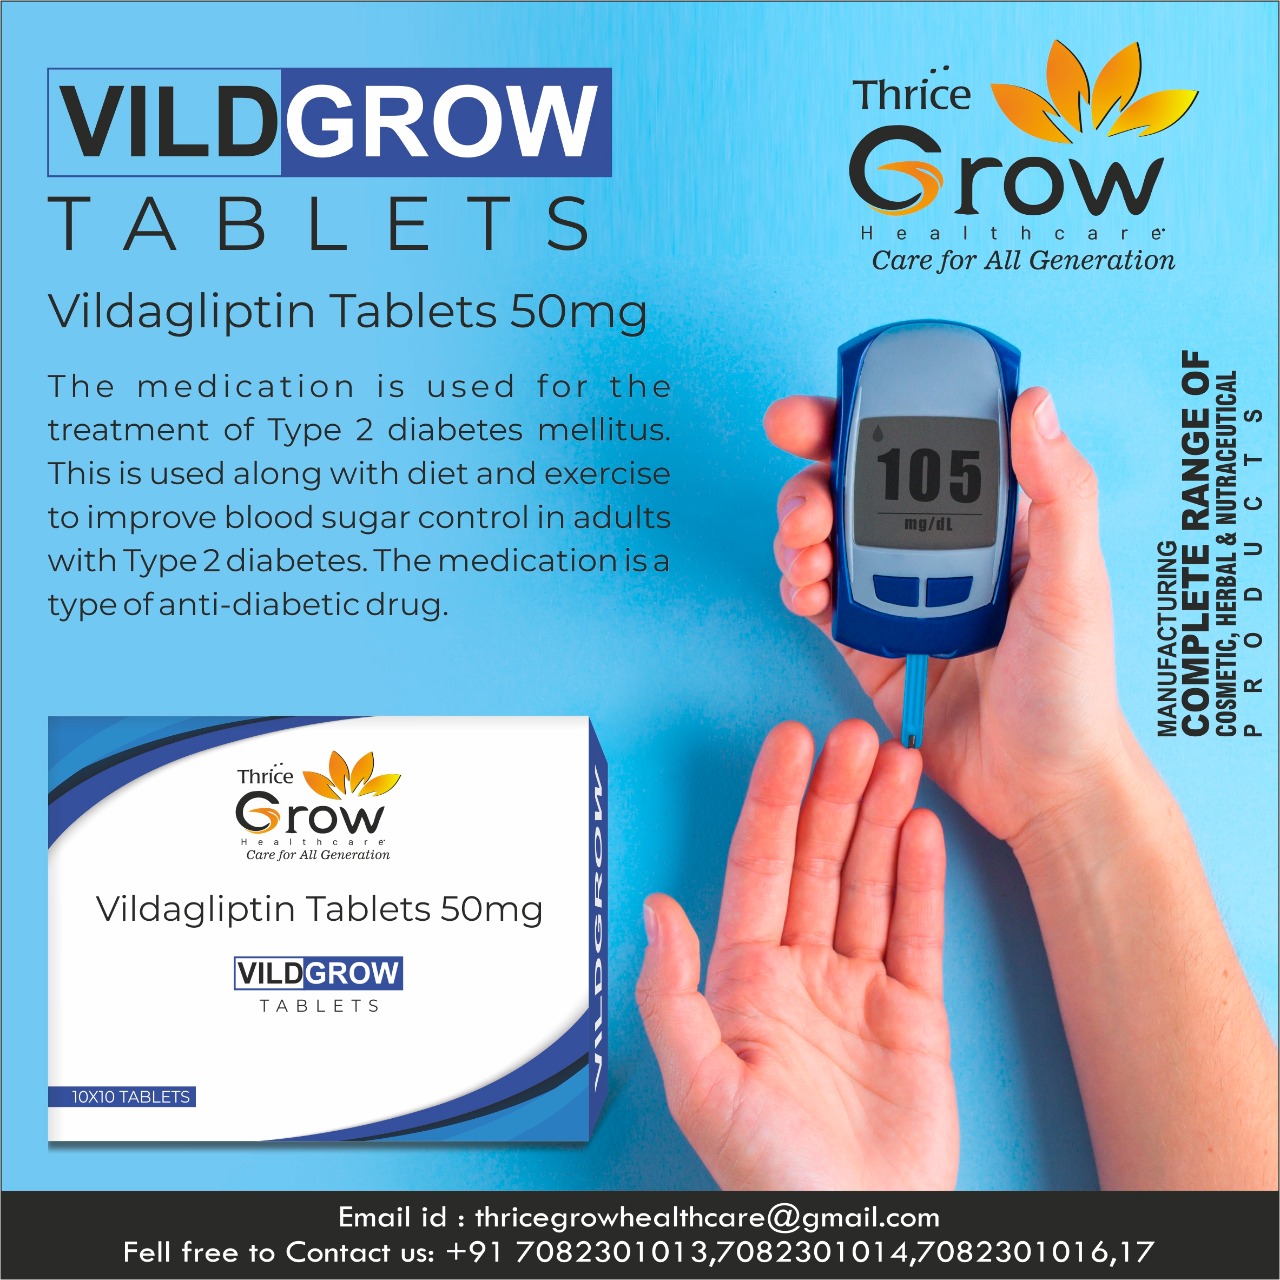 VILDGROW
TABLETS
Vildagliptin Tablets 50mg
The medication is used for the
treatment of Type 2 diabetes mellitus.
This is used along with diet and exercise
to improve blood sugar control in adults
with Type 2 diabetes. The medication is a
type of anti-diabetic drug.
Thrice
Grow
Healthcare
Care for All Generation
105
mg/dL
MANUFACTURING
COMPLETE RANGE OF
COSMETIC, HERBAL & NUTRACEUTICAL
PRODUCTS
Thrice
Grow
Healthcare
Care for All Generation
Vildagliptin Tablets 50mg
VILDGROW
TABLETS
10X10 TABLETS
VILDGROW
Email id : thricegrowhealthcare@gmail.com
Fell free to Contact us: +91 7082301013,7082301014,7082301016,17